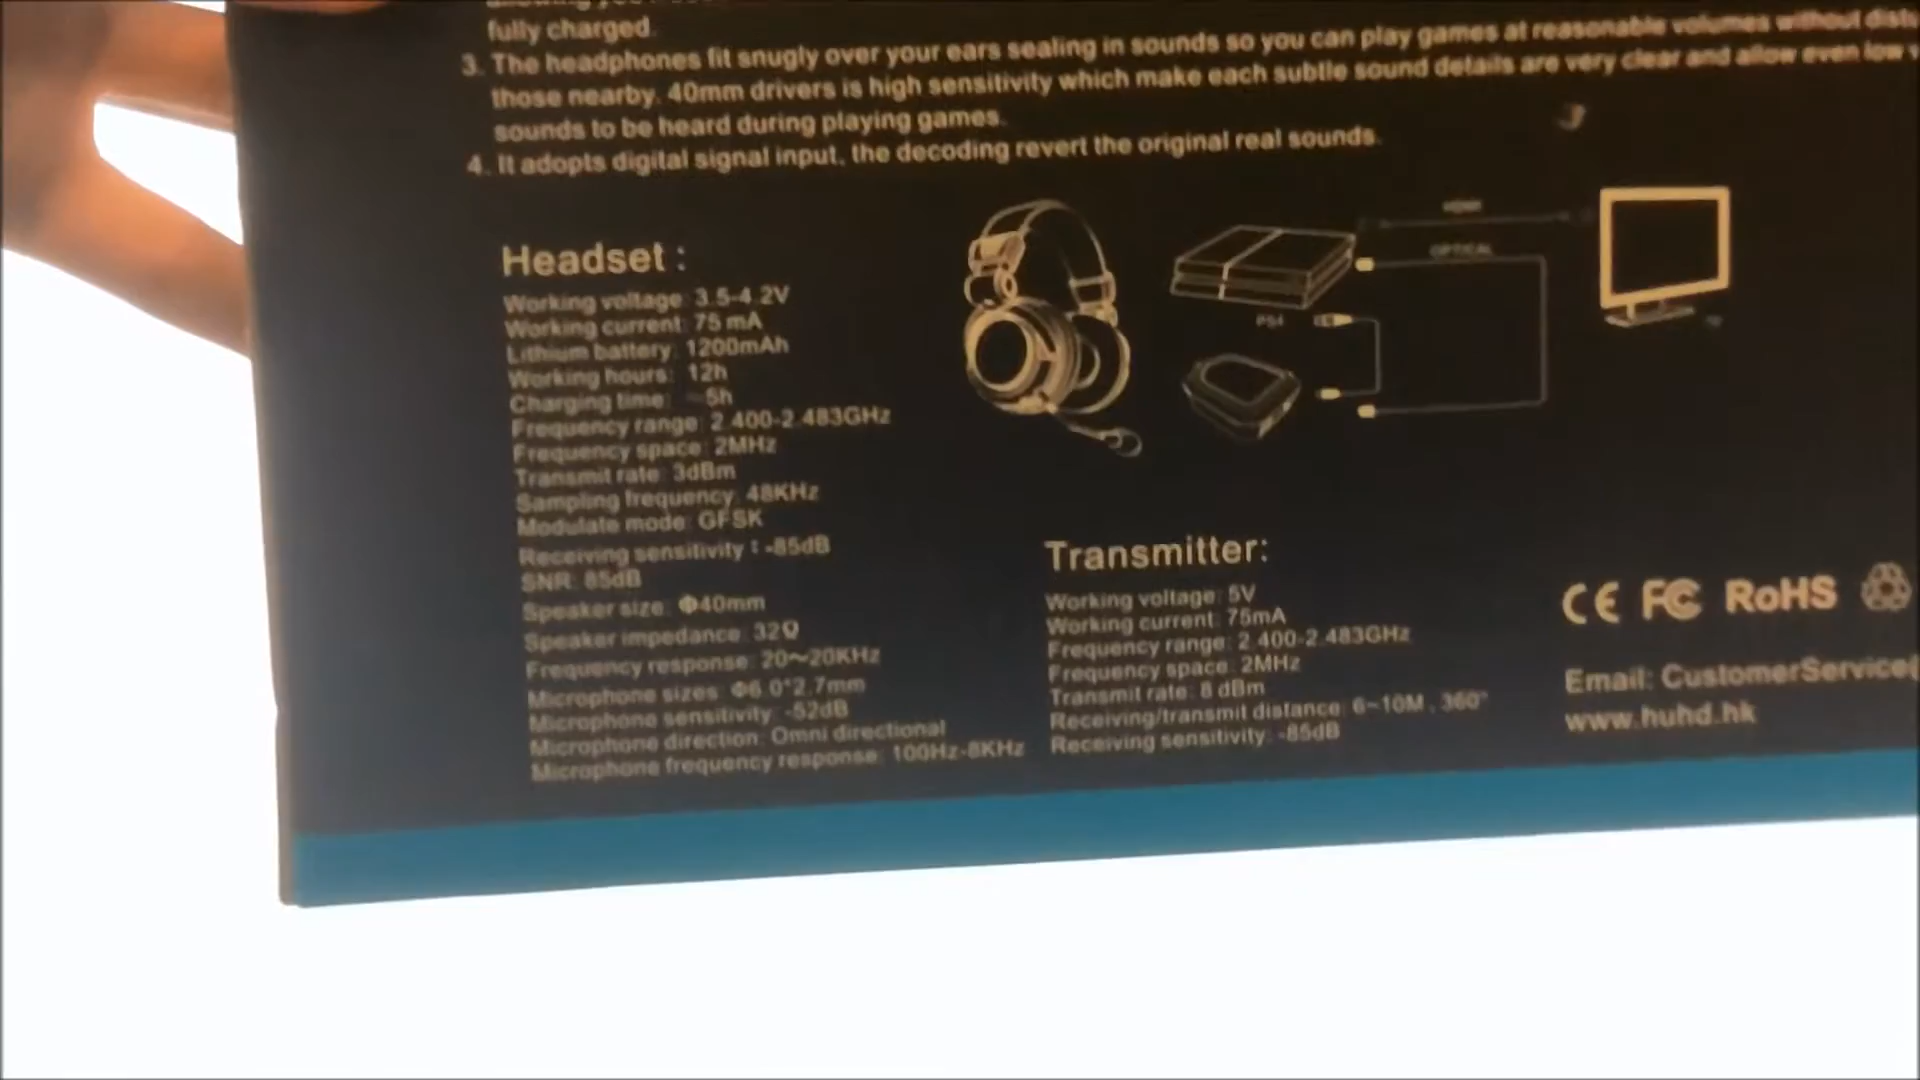 fully charged.
3. The headphones fit snugly over your ears sealing in sounds so you can play games at reasonable volumes without
those nearby. 40mm drivers is high sensitivity which make each subtle sound details are very clear and allow even low
sounds to be heard during playing games.
4. It adopts digital signal input, the decoding revert the original real sounds.
HDMI
OPTICAL
PS4
Headset :
Working voltage: 3.5-4.2V
Working current: 75 mA
Lithium battery: 1200mAh
Working hours: 12h
Charging time: 5h
Frequency range: 2.400-2.483GHz
Frequency space: 2MHz
Transmit rate: 3dBm
Sampling frequency: 48KHz
Modulate mode: GFSK
Receiving sensitivity : -85dB
SNR: 85dB
Speaker size: Φ40mm
Speaker impedance: 32Ω
Frequency response: 20~20KHz
Microphone sizes: Φ6.0*2.7mm
Microphone sensitivity: -52dB
Microphone direction: Omni directional
Microphone frequency response: 100Hz-8KHz
Transmitter:
Working voltage: 5V
Working current: 75mA
Frequency range: 2.400-2.483GHz
Frequency space: 2MHz
Transmit rate: 8 dBm
Receiving/transmit distance: 6~10M , 360°
Receiving sensitivity: -85dB
CE FC RoHS
Email: CustomerService
www.huhd.hk